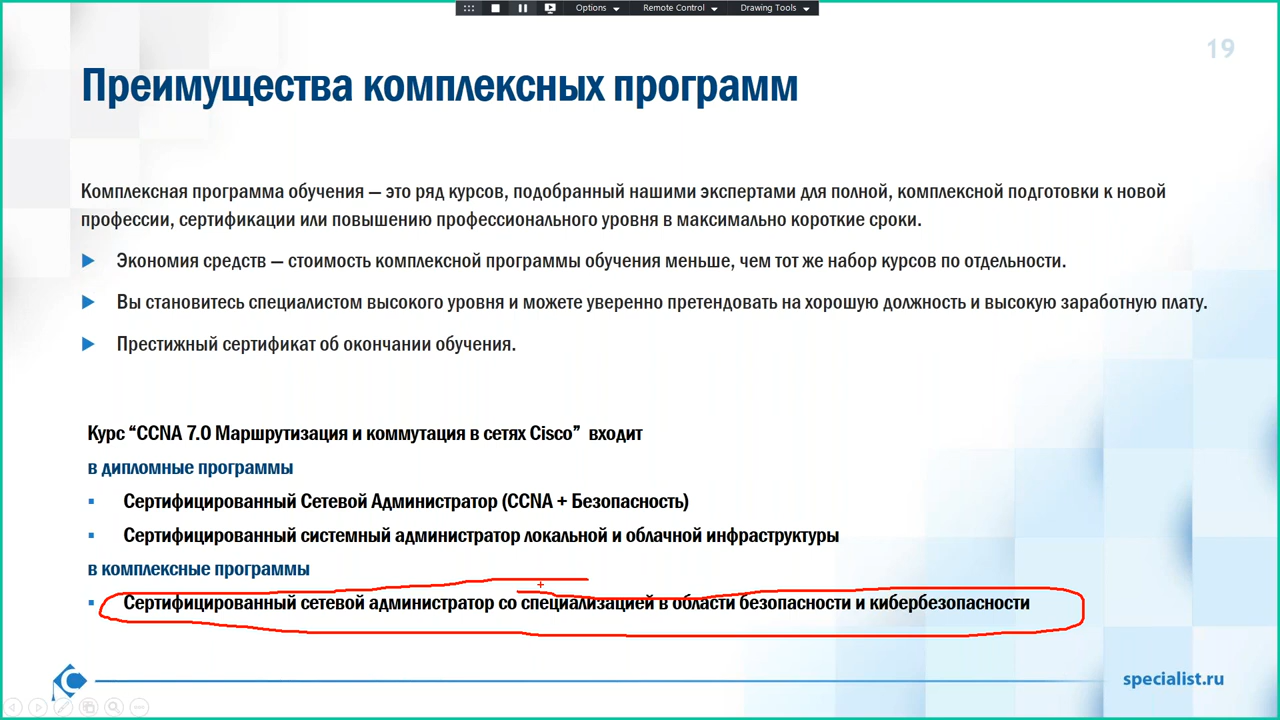 Options
Remote Control
Drawing Tools
19
Преимущества комплексных программ
Комплексная программа обучения — это ряд курсов, подобранный нашими экспертами для полной, комплексной подготовки к новой
профессии, сертификации или повышению профессионального уровня в максимально короткие сроки.
Экономия средств — стоимость комплексной программы обучения меньше, чем тот же набор курсов по отдельности.
Вы становитесь специалистом высокого уровня и можете уверенно претендовать на хорошую должность и высокую заработную плату.
Престижный сертификат об окончании обучения.
Курс “CCNA 7.0 Маршрутизация и коммутация в сетях Cisco” входит
в дипломные программы
Сертифицированный Сетевой Администратор (CCNA + Безопасность)
Сертифицированный системный администратор локальной и облачной инфраструктуры
в комплексные программы
Сертифицированный сетевой администратор со специализацией в области безопасности и кибербезопасности
specialist.ru